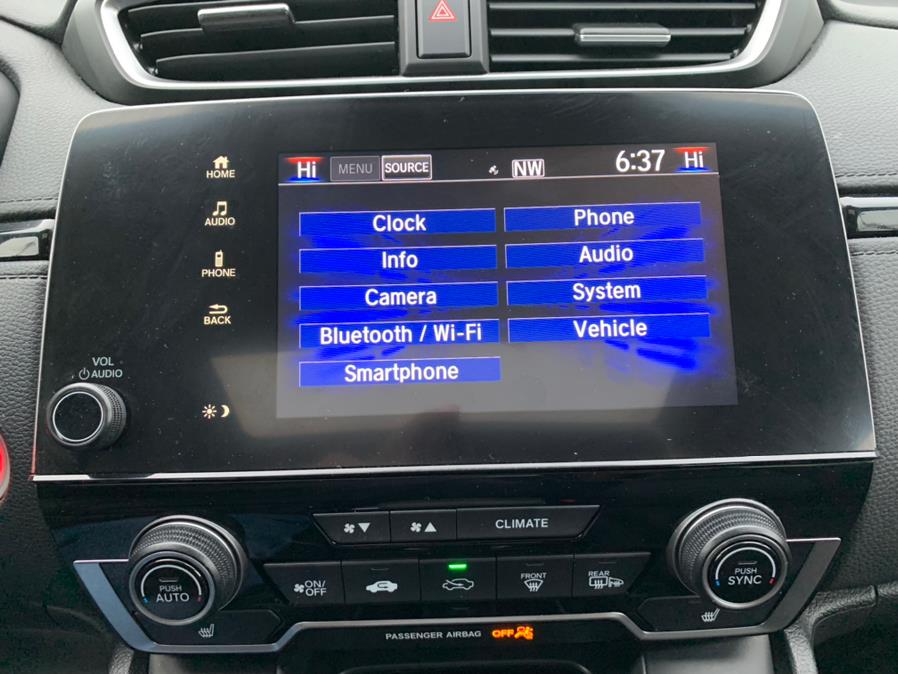 Hi MENU SOURCE NW 6:37 Hi
HOME
AUDIO
PHONE
BACK
Clock Phone
Info Audio
Camera System
Bluetooth / Wi-Fi Vehicle
Smartphone
VOL
AUDIO
CLIMATE
PUSH
AUTO
ON/
OFF
FRONT
REAR
PUSH
SYNC
PASSENGER AIRBAG OFF